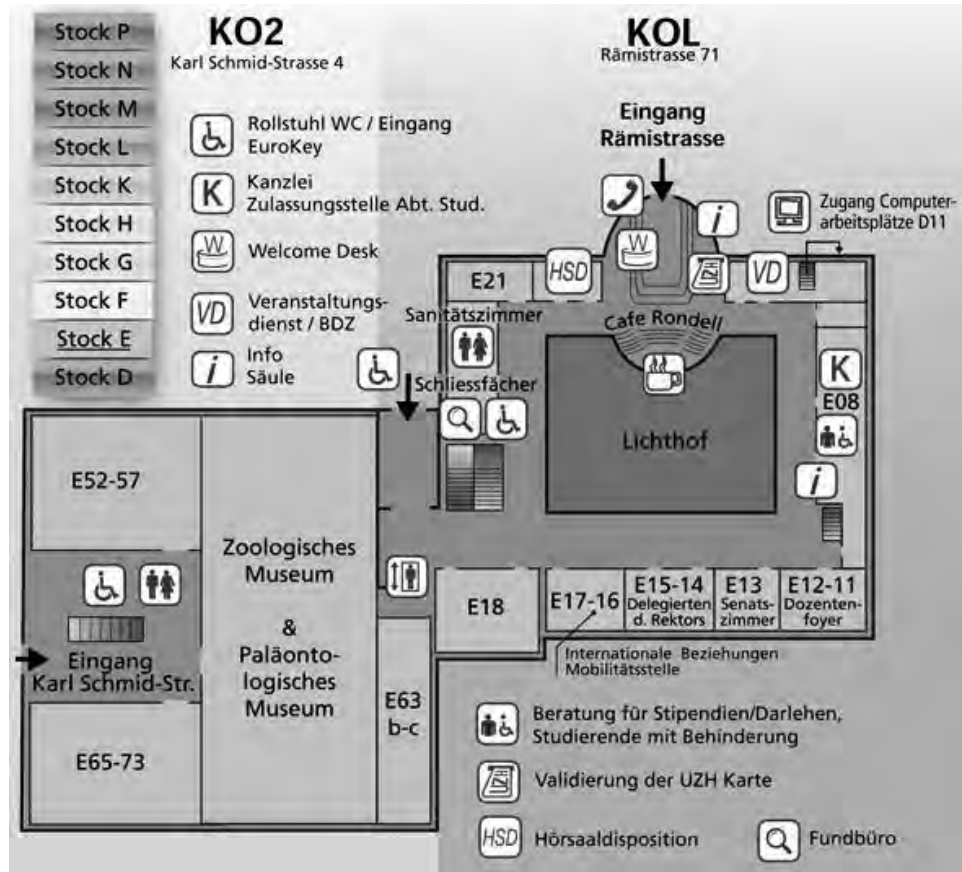 Stock P
Stock N
Stock M
Stock L
Stock K
Stock H
Stock G
Stock F
Stock E
Stock D
KO2
Karl Schmid-Strasse 4
KOL
Rämistrasse 71
Rollstuhl WC / Eingang
EuroKey
K
Kanzlei
Zulassungsstelle Abt. Stud.
W
Welcome Desk
VD
Veranstaltungs-
dienst / BDZ
i
Info
Säule
Eingang
Rämistrasse
i
W
Zugang Computer-
arbeitsplätze D11
E21
HSD
VD
Sanitätszimmer
Cafe Rondell
Schliessfächer
K
E08
Lichthof
i
E52-57
Zoologisches
Museum
&
Paläonto-
logisches
Museum
Eingang
Karl Schmid-Str.
E65-73
E63
b-c
E18
E17-16
E15-14
Delegierten
d. Rektors
E13
Senats-
zimmer
E12-11
Dozenten-
foyer
Internationale Beziehungen
Mobilitätsstelle
Beratung für Stipendien/Darlehen,
Studierende mit Behinderung
Validierung der UZH Karte
HSD
Hörsaaldisposition
Fundbüro